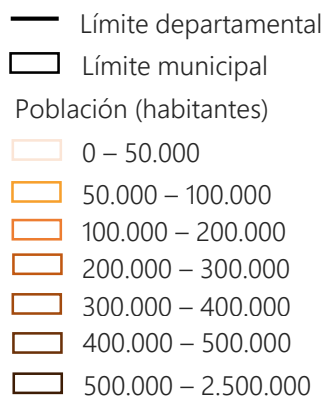 Límite departamental
Límite municipal
Población (habitantes)
0 – 50.000
50.000 – 100.000
100.000 – 200.000
200.000 – 300.000
300.000 – 400.000
400.000 – 500.000
500.000 – 2.500.000